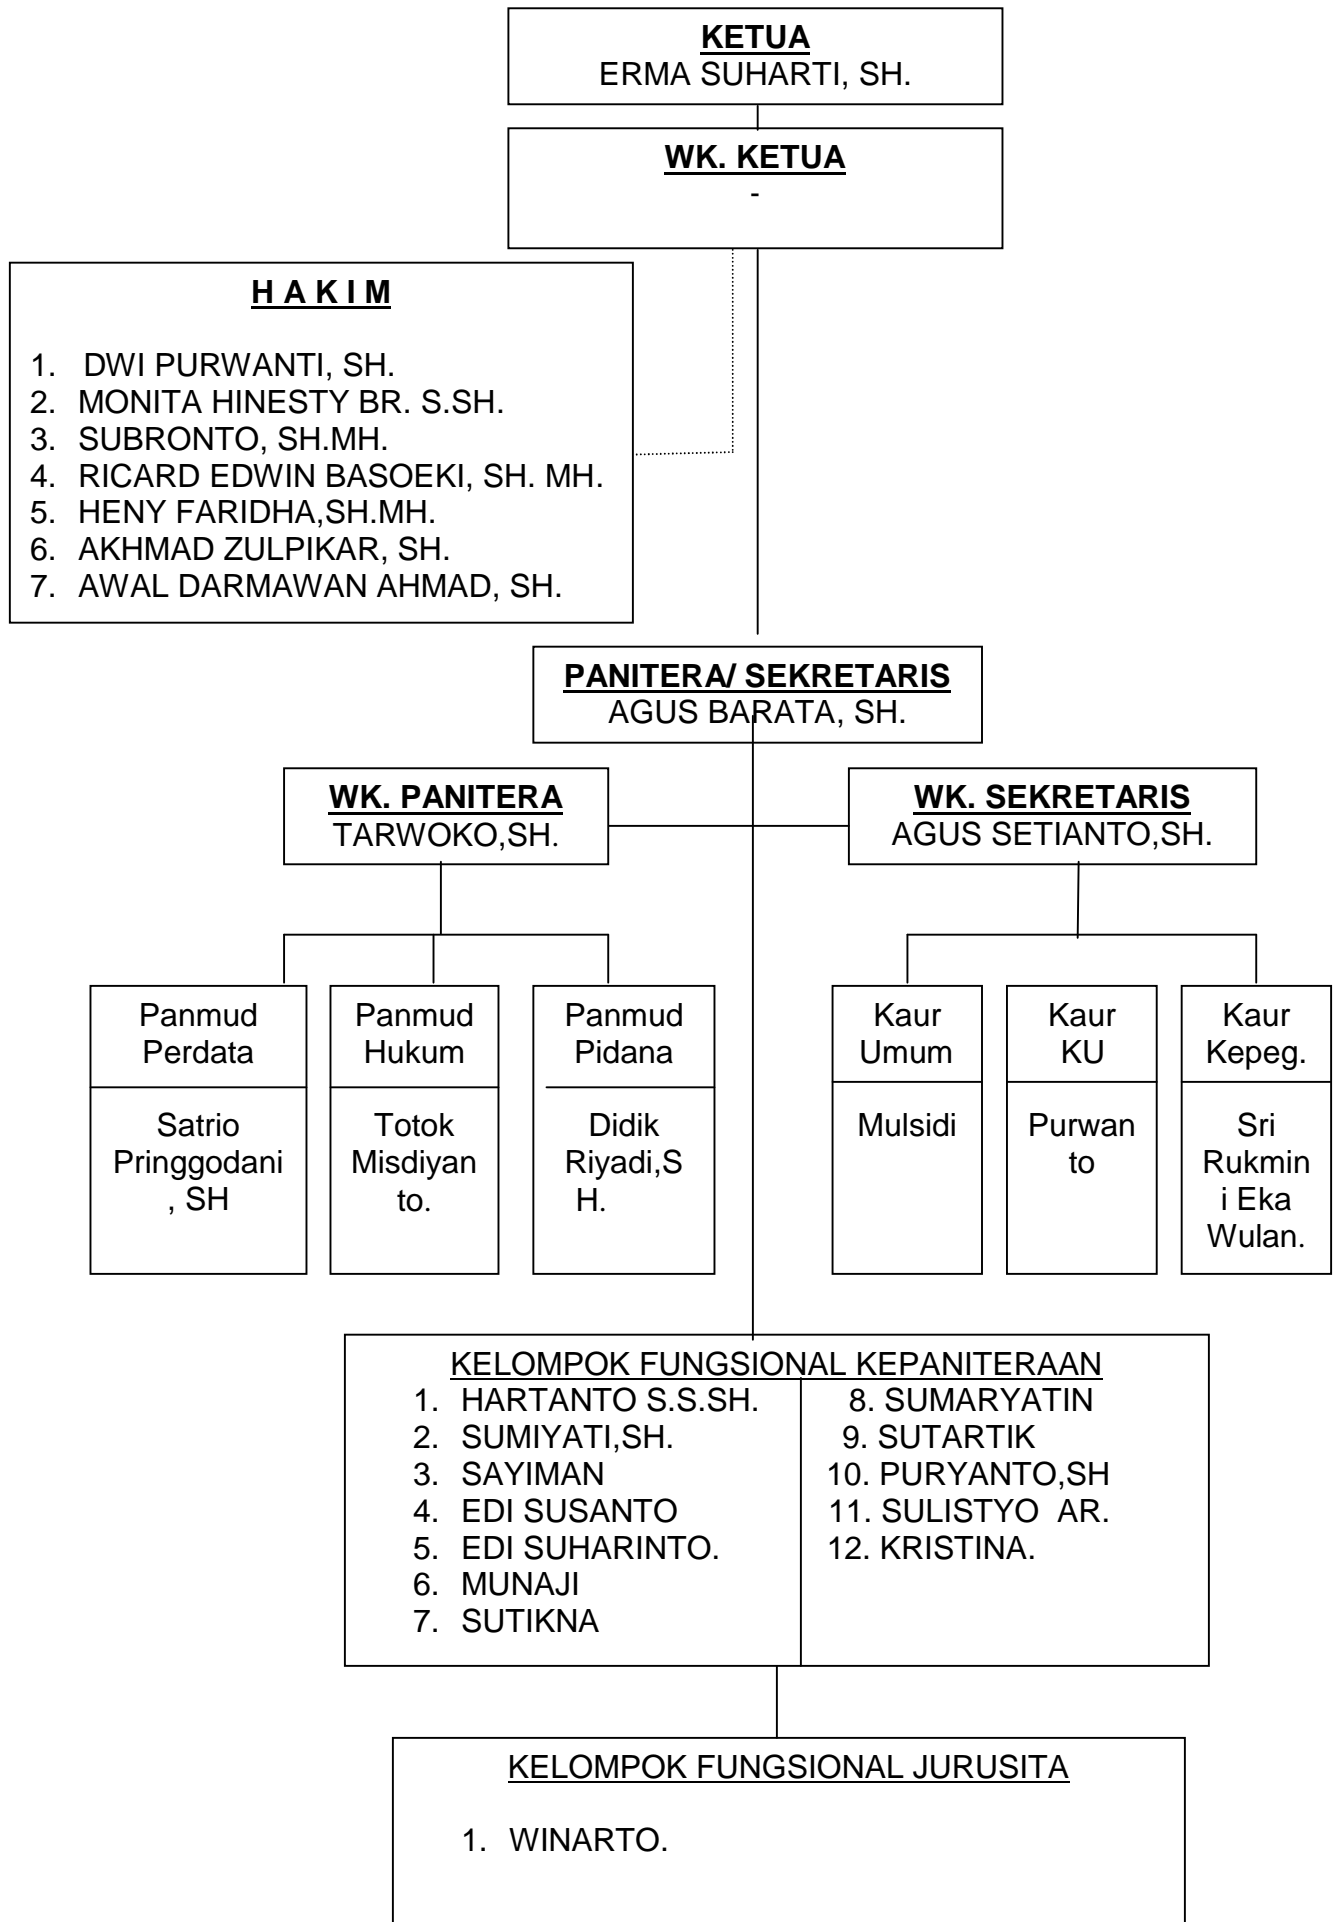 KETUA
ERMA SUHARTI, SH.
WK. KETUA
-
H A K I M
1. DWI PURWANTI, SH.
2. MONITA HINESTY BR. S.SH.
3. SUBRONTO, SH.MH.
4. RICARD EDWIN BASOEKI, SH. MH.
5. HENY FARIDHA,SH.MH.
6. AKHMAD ZULPIKAR, SH.
7. AWAL DARMAWAN AHMAD, SH.
PANITERA/ SEKRETARIS
AGUS BARATA, SH.
WK. PANITERA
TARWOKO,SH.
WK. SEKRETARIS
AGUS SETIANTO,SH.
Panmud
Perdata
Satrio
Pringgodani
, SH
Panmud
Hukum
Totok
Misdiyan
to.
Panmud
Pidana
Didik
Riyadi,S
H.
Kaur
Umum
Mulsidi
Kaur
KU
Purwan
to
Kaur
Kepeg.
Sri
Rukmin
i Eka
Wulan.
KELOMPOK FUNGSIONAL KEPANITERAAN
1. HARTANTO S.S.SH.
2. SUMIYATI,SH.
3. SAYIMAN
4. EDI SUSANTO
5. EDI SUHARINTO.
6. MUNAJI
7. SUTIKNA
8. SUMARYATIN
9. SUTARTIK
10. PURYANTO,SH
11. SULISTYO AR.
12. KRISTINA.
KELOMPOK FUNGSIONAL JURUSITA
1. WINARTO.